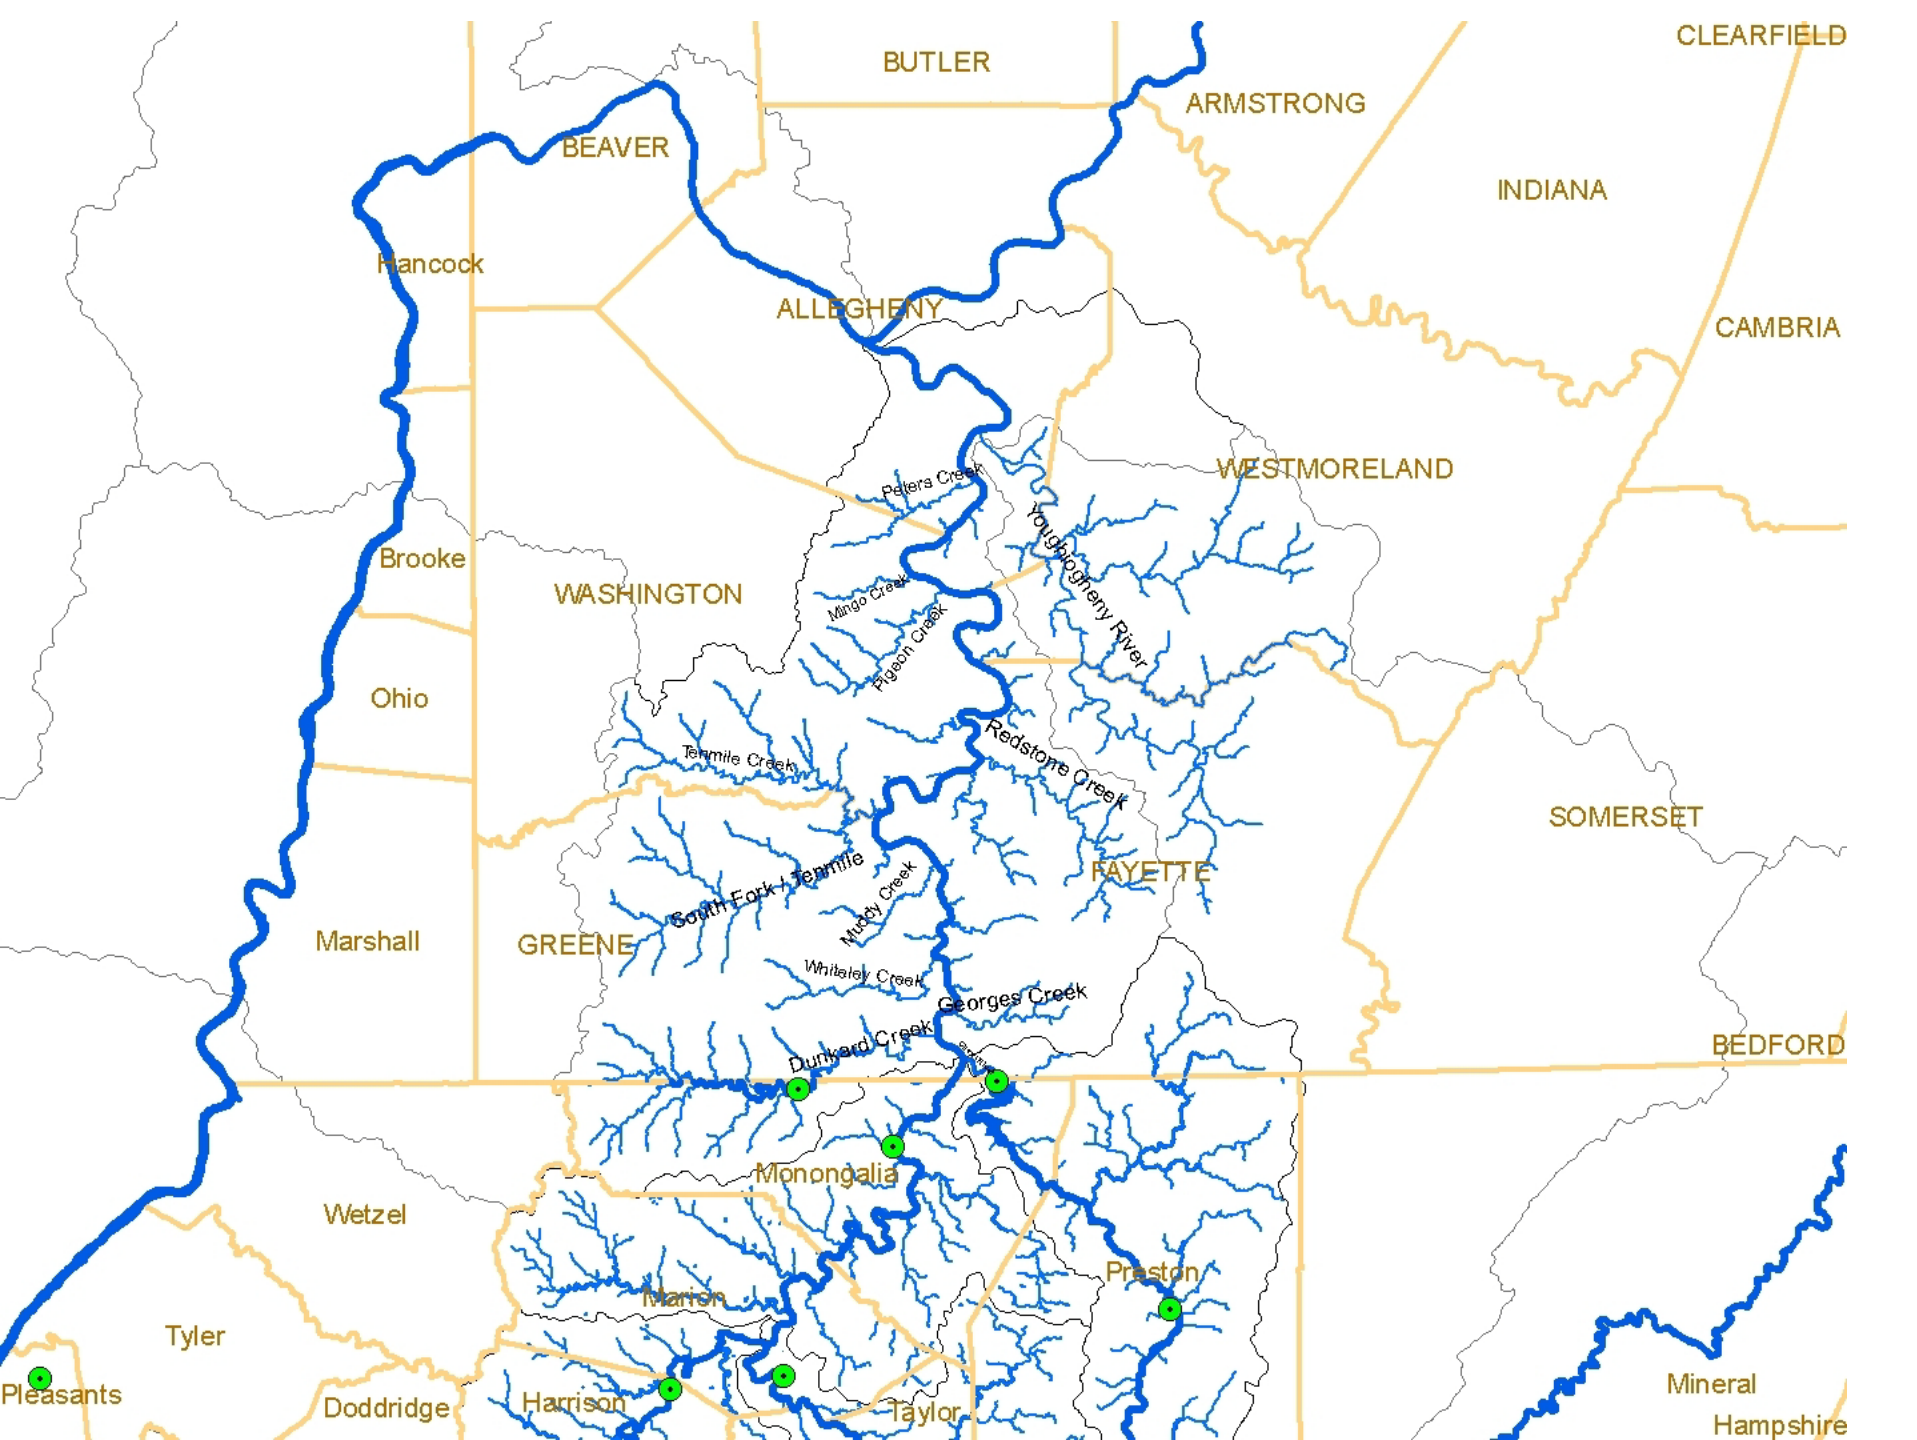 CLEARFIELD
BUTLER
ARMSTRONG
BEAVER
INDIANA
Hancock
ALLEGHENY
CAMBRIA
WESTMORELAND
Peters Creek
Youghiogheny River
Brooke
WASHINGTON
Mingo Creek
Pigeon Creek
Ohio
Redstone Creek
Tenmile Creek
SOMERSET
FAYETTE
South Fork / Tenmile
Muddy Creek
Marshall
GREENE
Whiteley Creek
Georges Creek
Dunkard Creek
BEDFORD
Monongalia
Wetzel
Preston
Marion
Tyler
Mineral
Pleasants
Doddridge
Harrison
Taylor
Hampshire